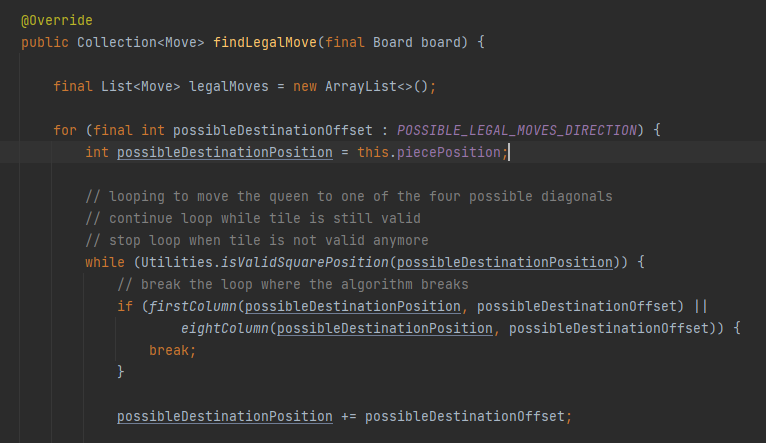 @Override
public Collection<Move> findLegalMove(final Board board) {
final List<Move> legalMoves = new ArrayList<>();
for (final int possibleDestinationOffset : POSSIBLE_LEGAL_MOVES_DIRECTION) {
int possibleDestinationPosition = this.piecePosition;
// looping to move the queen to one of the four possible diagonals
// continue loop while tile is still valid
// stop loop when tile is not valid anymore
while (Utilities.isValidSquarePosition(possibleDestinationPosition)) {
// break the loop where the algorithm breaks
if (firstColumn(possibleDestinationPosition, possibleDestinationOffset) ||
eightColumn(possibleDestinationPosition, possibleDestinationOffset)) {
break;
}
possibleDestinationPosition += possibleDestinationOffset;